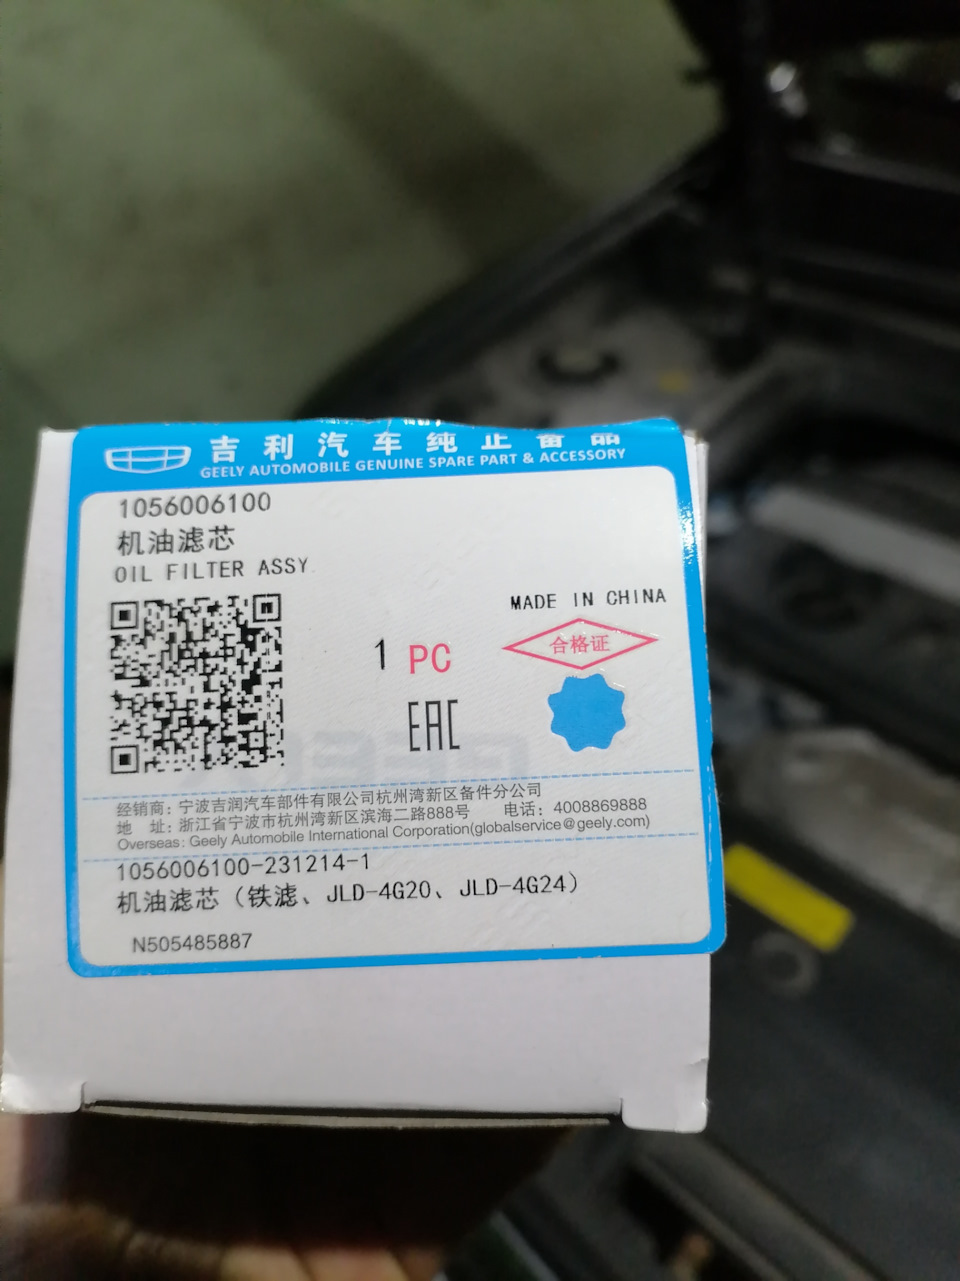 吉利汽车纯正备品
GEELY AUTOMOBILE GENUINE SPARE PART & ACCESSORY
1056006100
机油滤芯
OIL FILTER ASSY
MADE IN CHINA
1 PC
合格证
EAC
经销商：宁波吉润汽车部件有限公司杭州湾新区备件分公司
地 址：浙江省宁波市杭州湾新区滨海二路888号 电话：4008869888
Overseas: Geely Automobile International Corporation(globalservice@geely.com)
1056006100-231214-1
机油滤芯（铁滤、JLD-4G20、JLD-4G24）
N505485887